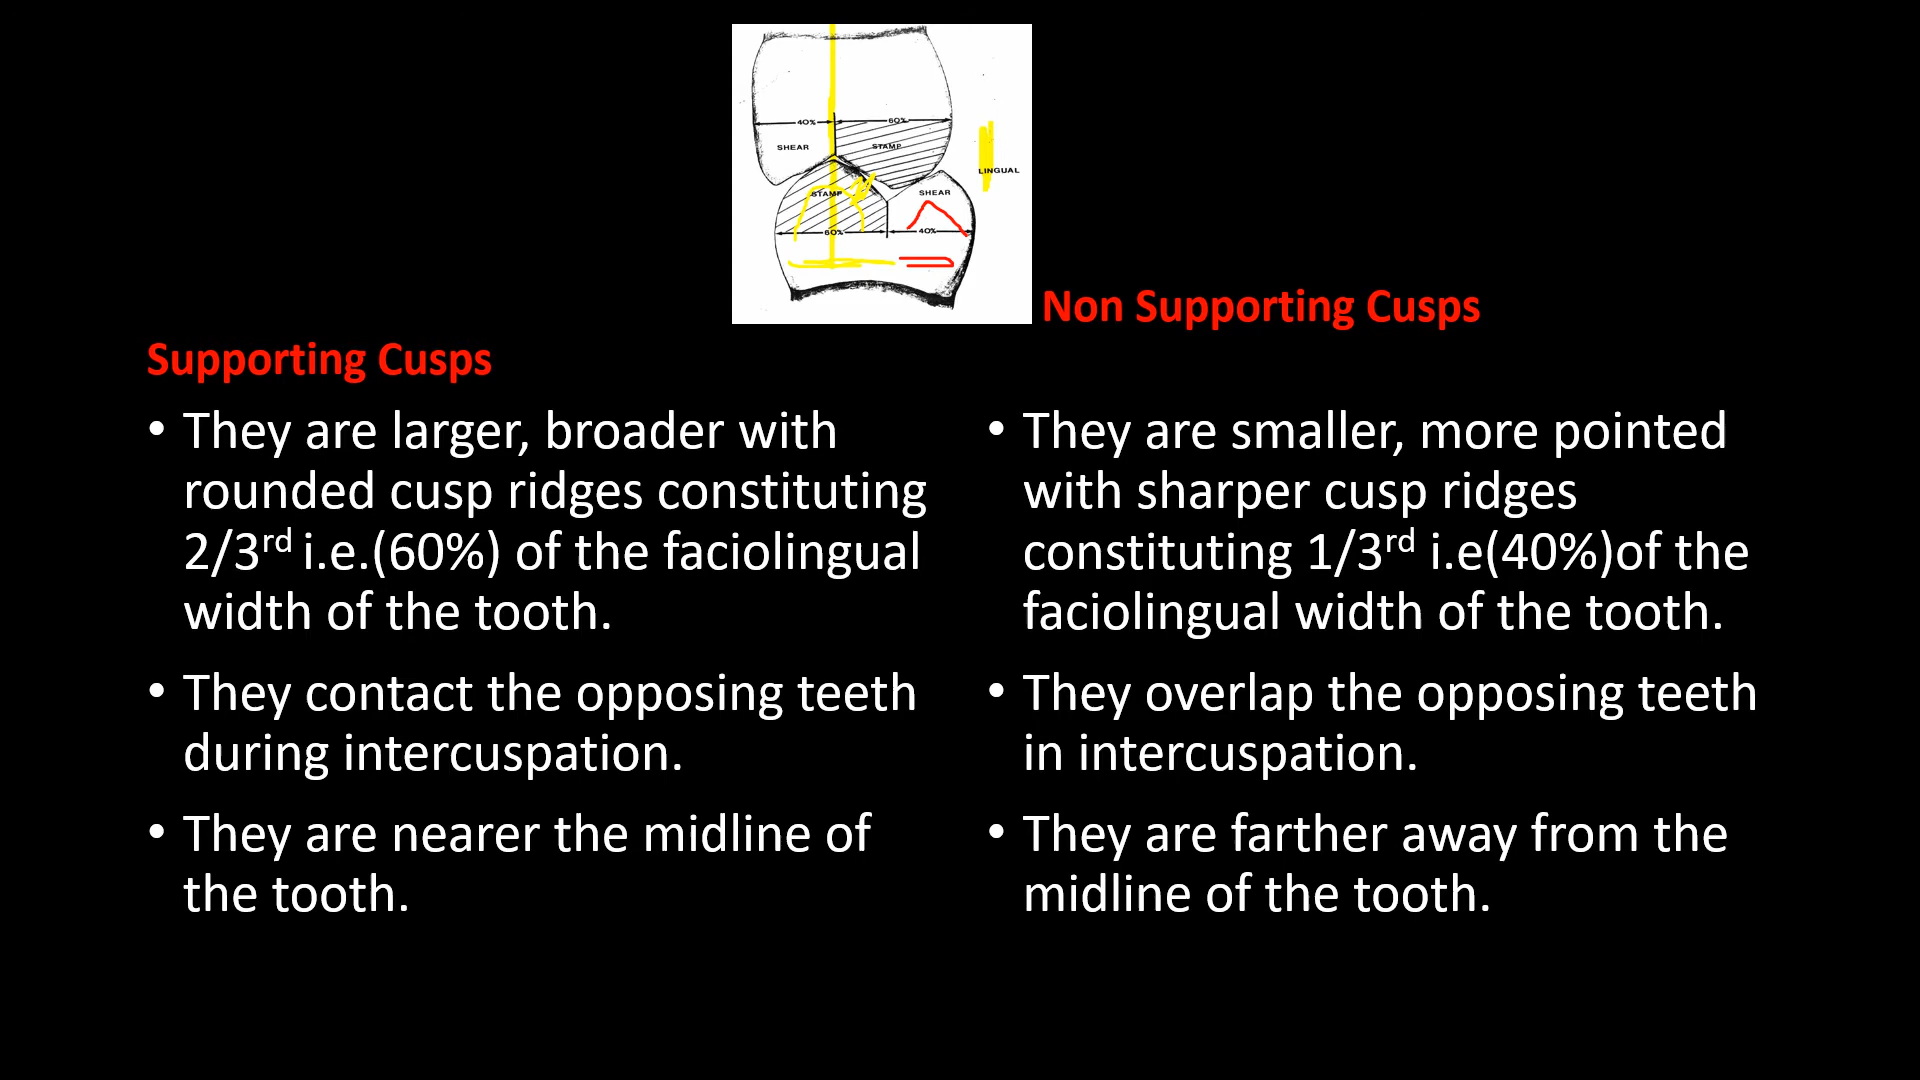 40% 60%
SHEAR STAMP
LINGUAL
STAMP SHEAR
60% 40%
Non Supporting Cusps
Supporting Cusps
• They are larger, broader with
rounded cusp ridges constituting
2/3rd i.e.(60%) of the faciolingual
width of the tooth.
• They contact the opposing teeth
during intercuspation.
• They are nearer the midline of
the tooth.
• They are smaller, more pointed
with sharper cusp ridges
constituting 1/3rd i.e(40%)of the
faciolingual width of the tooth.
• They overlap the opposing teeth
in intercuspation.
• They are farther away from the
midline of the tooth.